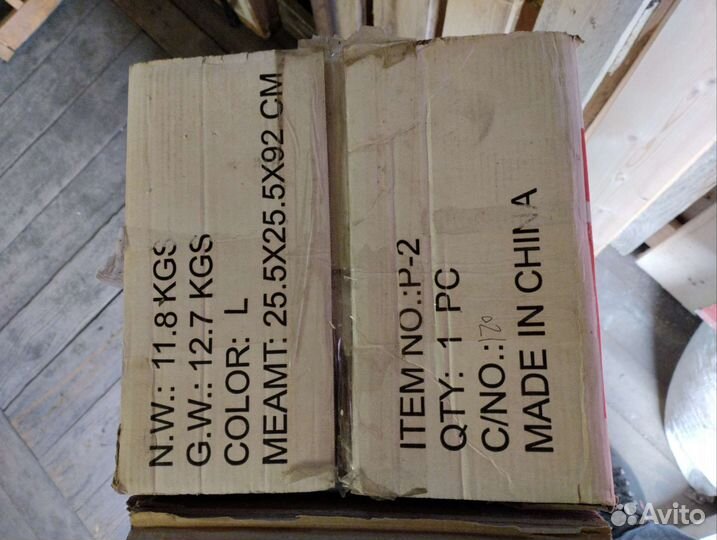 N.W.: 11.8 KGS
G.W.: 12.7 KGS
COLOR: L
MEAMT: 25.5X25.5X92 CM
ITEM NO.:P-2
QTY: 1 PC
C/NO.: 120
MADE IN CHINA
Avito